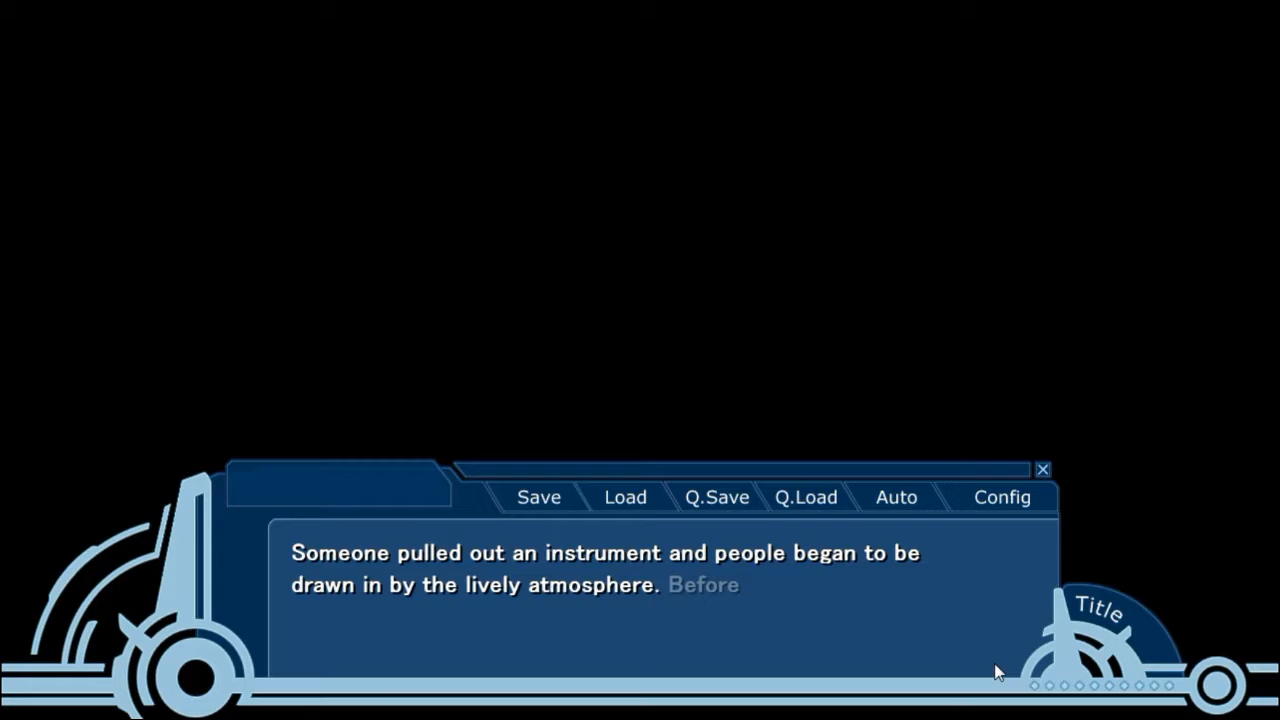 Save Load Q.Save Q.Load Auto Config
Someone pulled out an instrument and people began to be
drawn in by the lively atmosphere. Before
Title